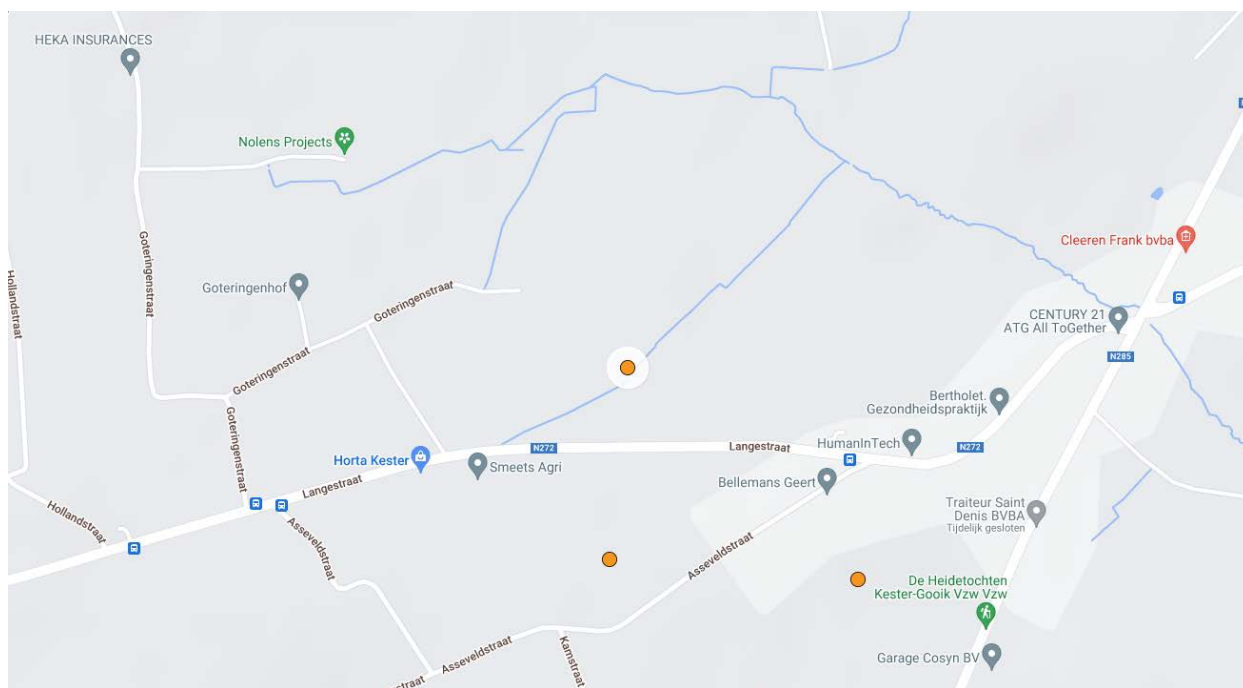 HEKA INSURANCES
Nolens Projects
Goteringenstraat
Cleeren Frank bvba
Hollandstraat
Goteringenhof
Goteringenstraat
CENTURY 21
ATG All ToGether
Goteringenstraat
N285
Bertholet.
Gezondheidspraktijk
Goteringenstraat
HumanInTech
Langestraat
N272
N272
Horta Kester
Smeets Agri
Langestraat
Bellemans Geert
Hollandstraat
Asseveldstraat
Traiteur Saint
Denis BVBA
Tijdelijk gesloten
Asseveldstraat
De Heidetochten
Kester-Gooik Vzw Vzw
Asseveldstraat
Kamstraat
Garage Cosyn BV